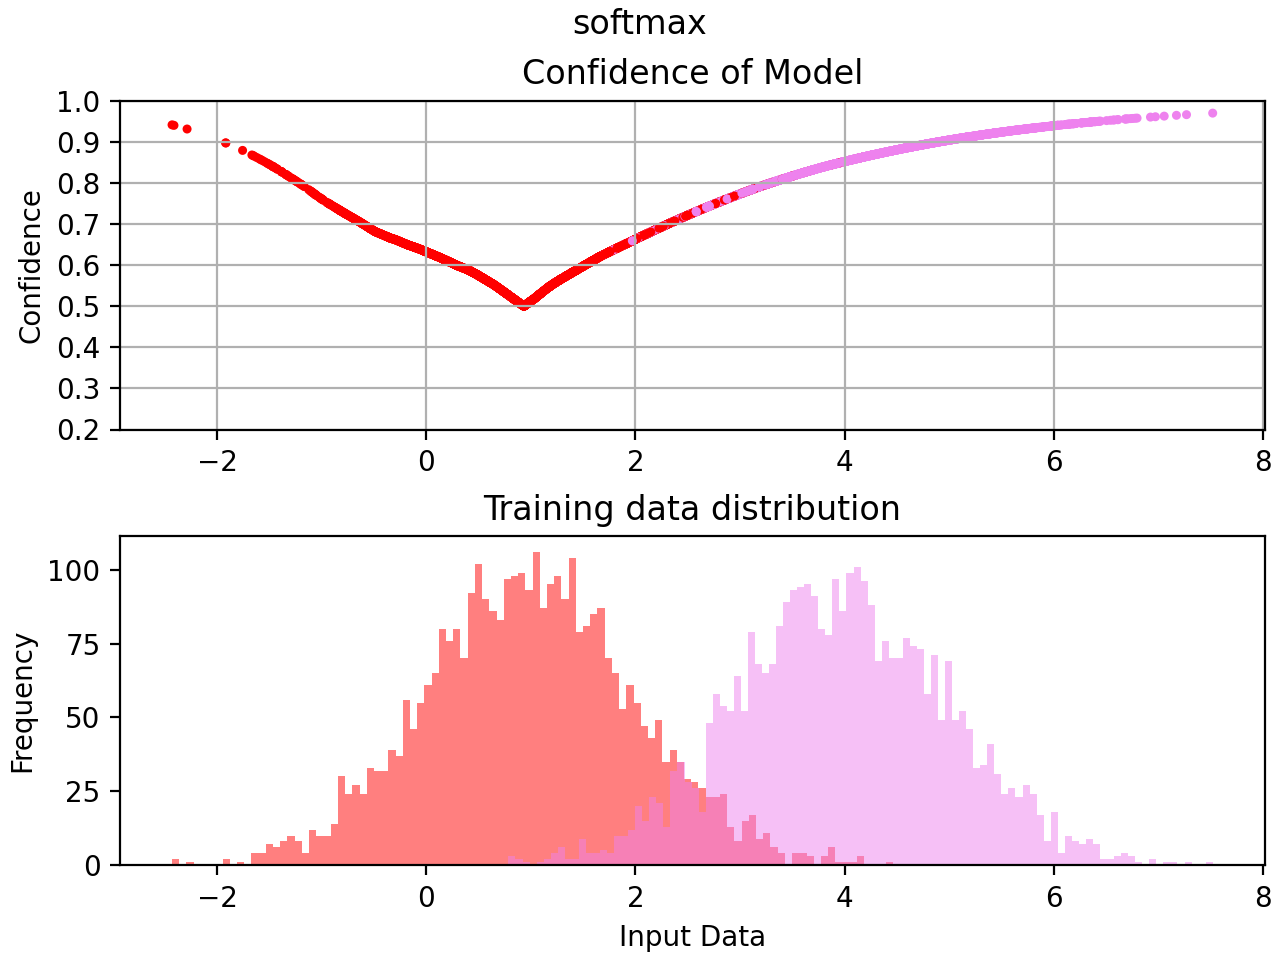 softmax
Confidence of Model
1.0
0.9
0.8
0.7
0.6
0.5
0.4
0.3
0.2
Confidence
−2 0 2 4 6 8
Training data distribution
100
75
50
25
0
Frequency
−2 0 2 4 6 8
Input Data